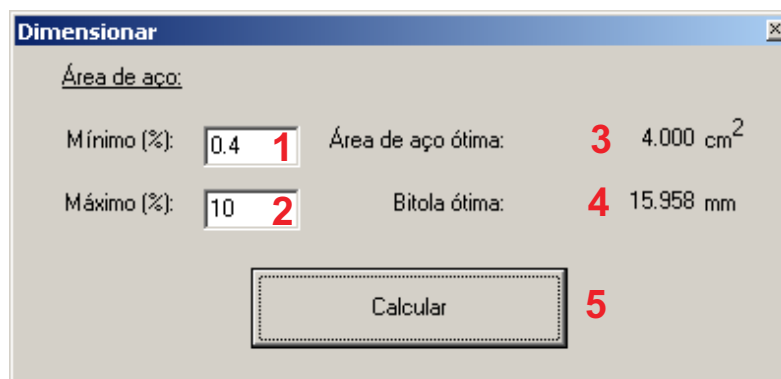 Dimensionar
Área de aço:
Mínimo (%): 0.4 1 Área de aço ótima: 3 4.000 cm2
Máximo (%): 10 2 Bitola ótima: 4 15.958 mm
Calcular 5